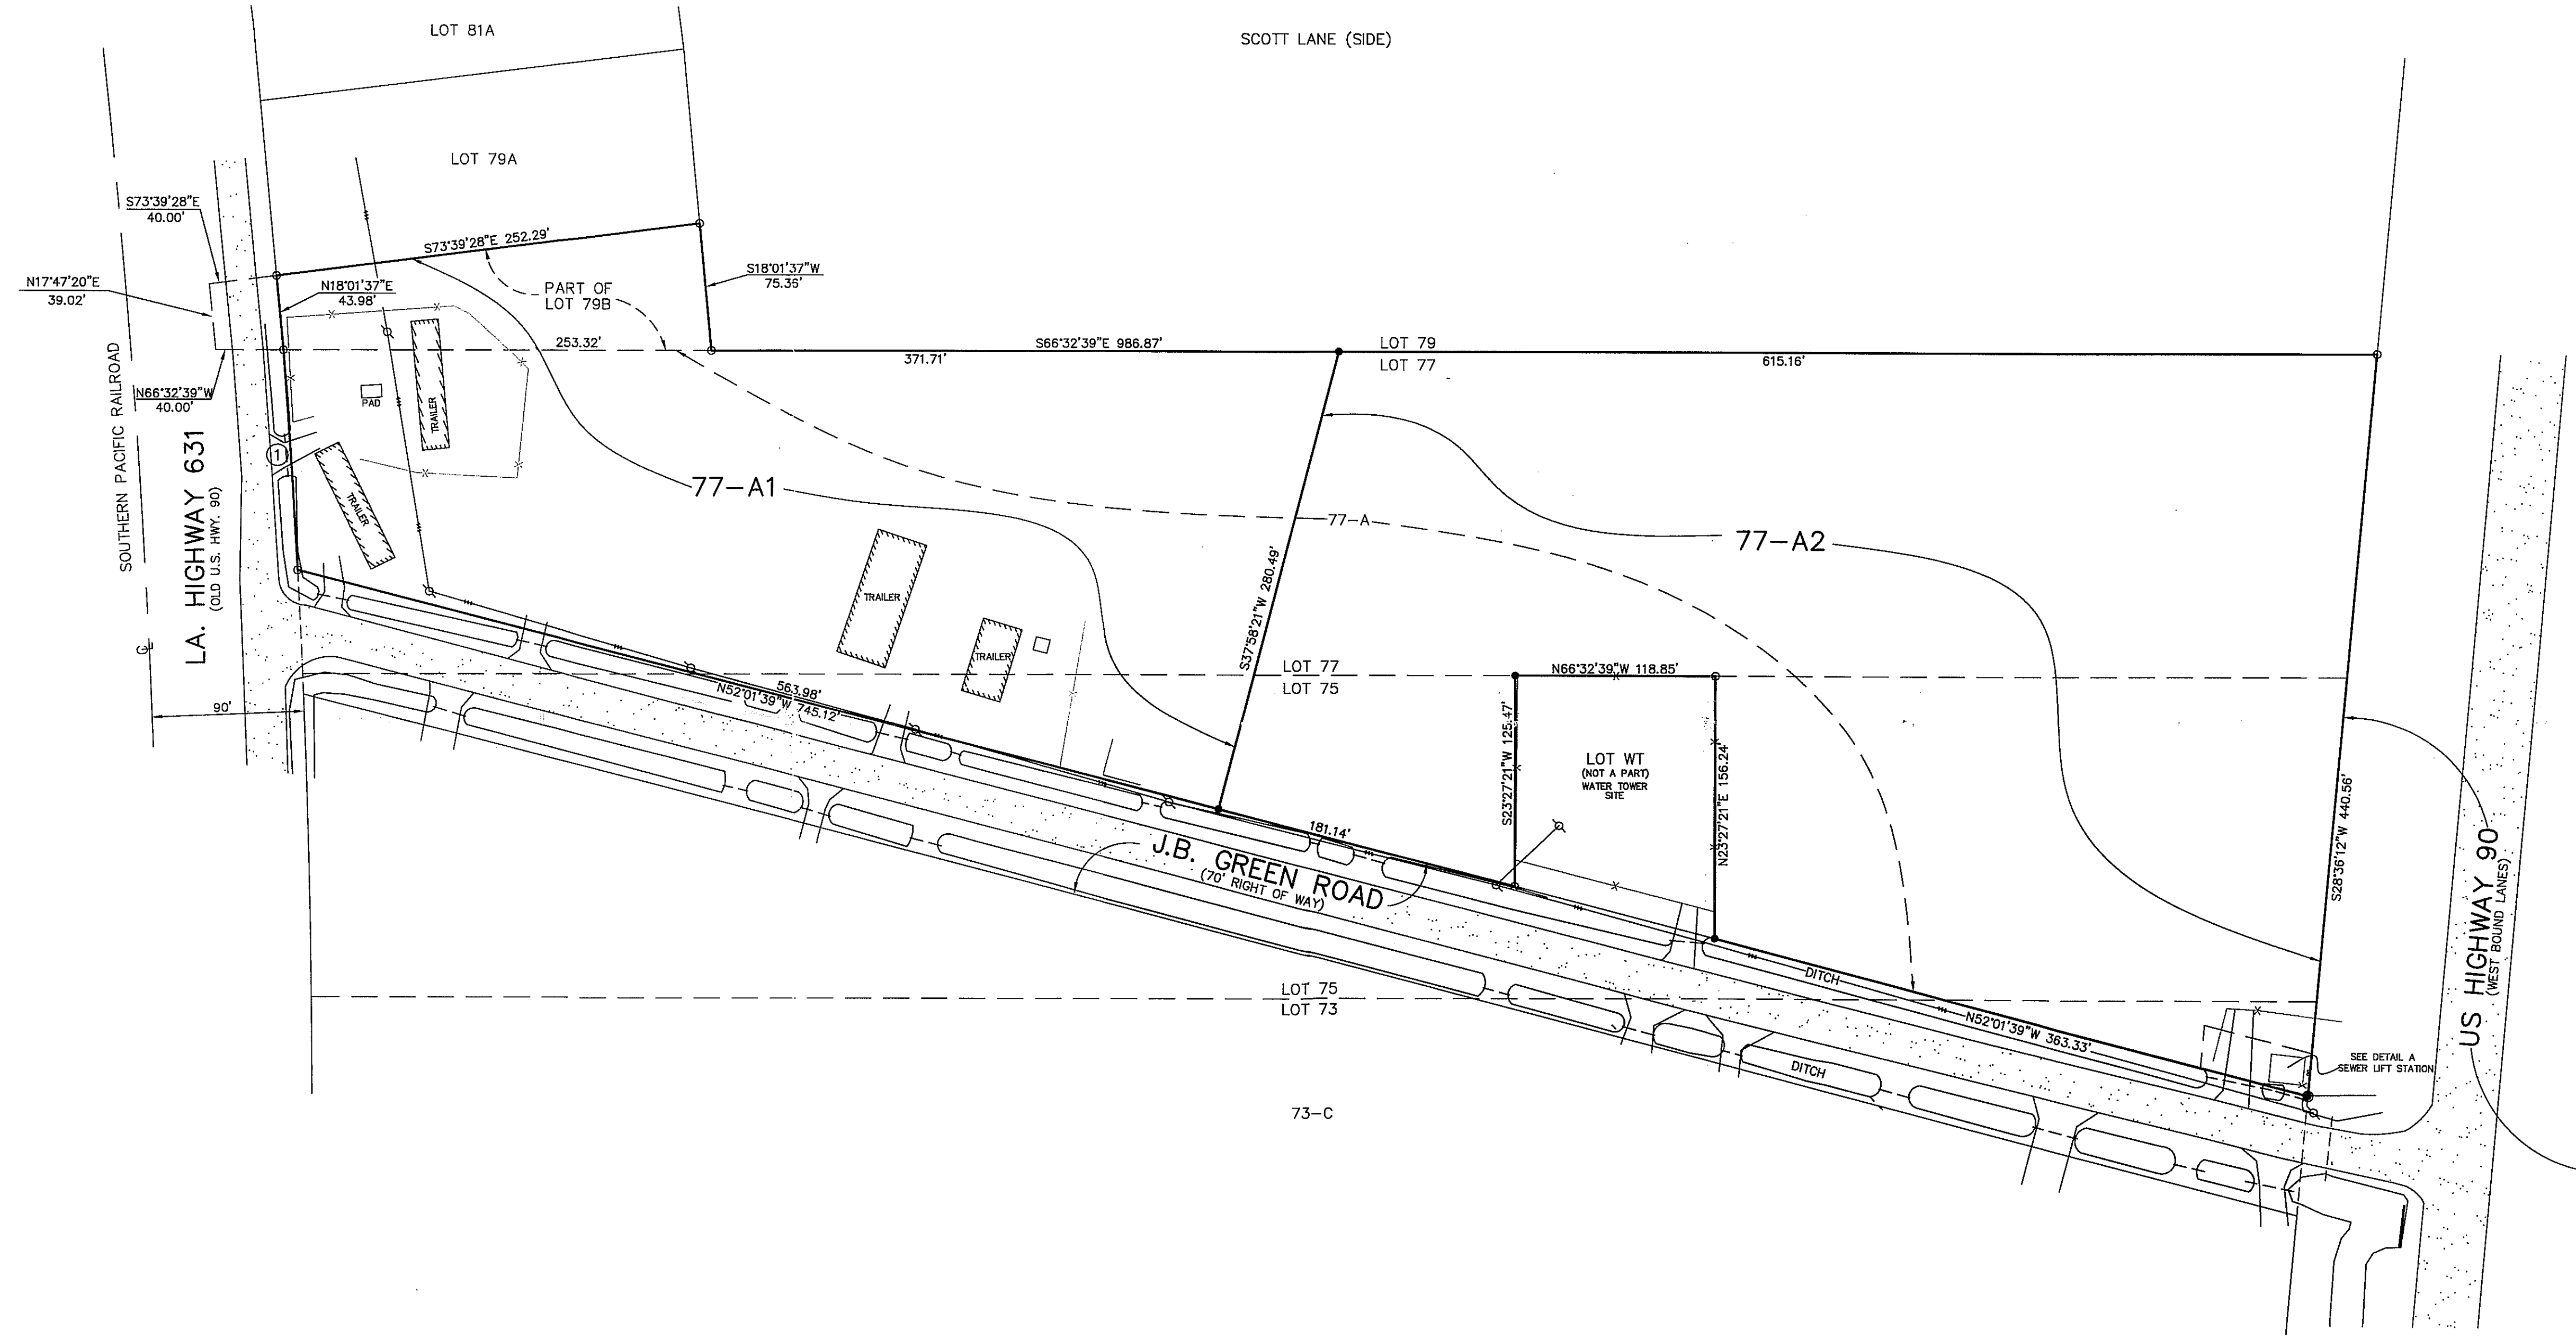 LOT 81A
SCOTT LANE (SIDE)
LOT 79A
S73°39'28"E
40.00'
S73°39'28"E 252.29'
N17°47'20"E
39.02'
N18°01'37"E
43.98'
PART OF
LOT 79B
S18°01'37"W
75.36'
253.32'
S66°32'39"E 986.87'
371.71'
LOT 79
LOT 77
615.16'
N66°32'39"W
40.00'
PAD
TRAILER
SOUTHERN PACIFIC RAILROAD
LA. HIGHWAY 631
(OLD U.S. HWY. 90)
1
TRAILER
77-A1
77-A
77-A2
S37°58'21"W 280.49'
TRAILER
TRAILER
LOT 77
LOT 75
N66°32'39"W 118.85'
563.98'
N52°01'39"W 745.12'
90'
S23°27'21"W 125.47'
LOT WT
(NOT A PART)
WATER TOWER
SITE
N23°27'21"E 156.24'
S28°36'12"W 440.56'
181.14'
J.B. GREEN ROAD
(70' RIGHT OF WAY)
US HIGHWAY 90
(WEST BOUND LANES)
DITCH
LOT 75
LOT 73
N52°01'39"W 363.33'
SEE DETAIL A
SEWER LIFT STATION
DITCH
73-C